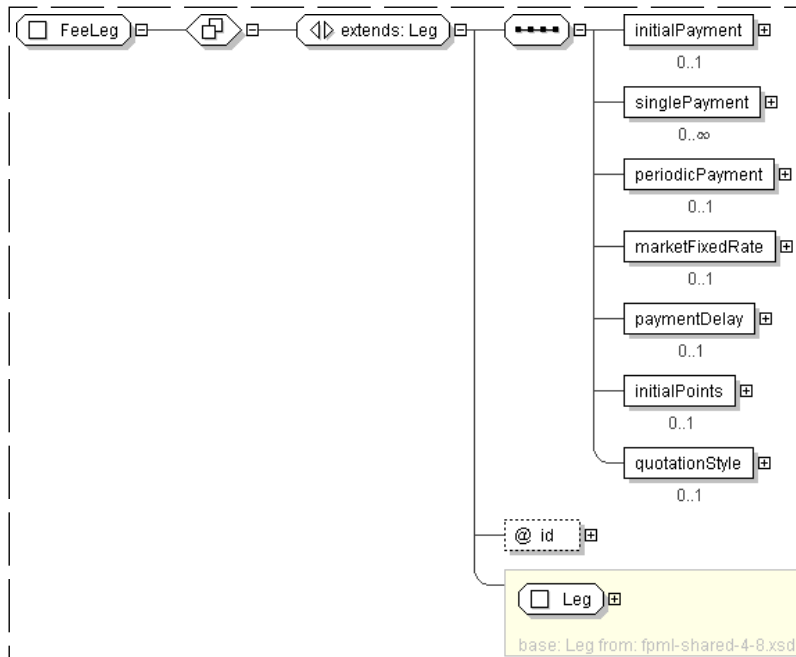 FeeLeg
extends: Leg
initialPayment
0..1
singlePayment
0..∞
periodicPayment
0..1
marketFixedRate
0..1
paymentDelay
0..1
initialPoints
0..1
quotationStyle
0..1
@ id
Leg
base: Leg from: fpml-shared-4-8.xsd